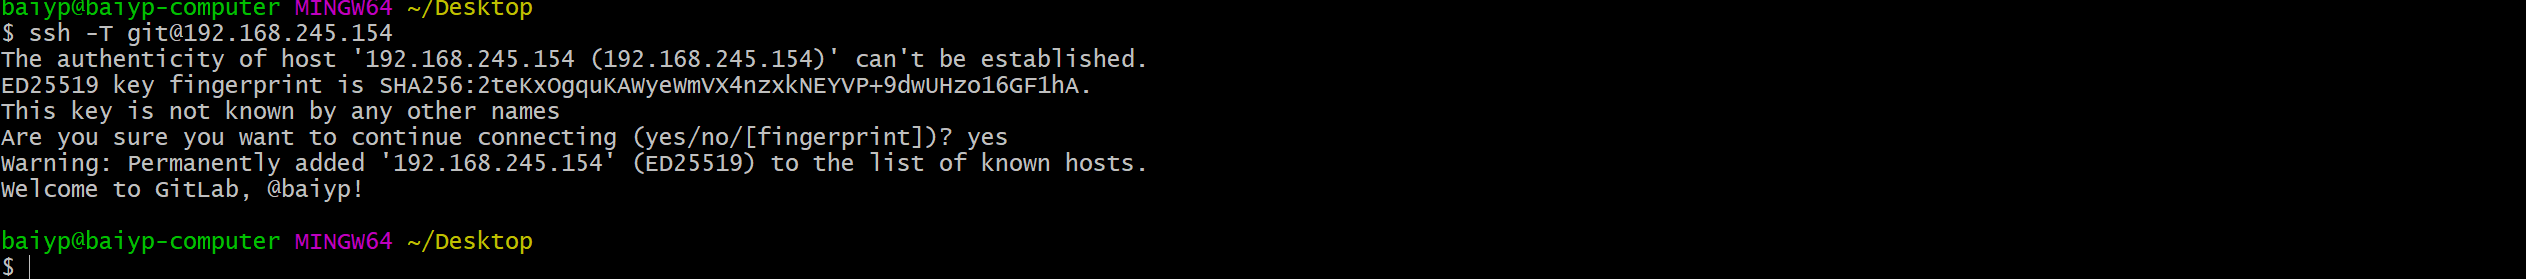 baiyp@baiyp-computer MINGW64 ~/Desktop
$ ssh -T git@192.168.245.154
The authenticity of host '192.168.245.154 (192.168.245.154)' can't be established.
ED25519 key fingerprint is SHA256:2teKxOgquKAWyeWmVX4nzxkNEYVP+9dwUHzo16GF1hA.
This key is not known by any other names
Are you sure you want to continue connecting (yes/no/[fingerprint])? yes
Warning: Permanently added '192.168.245.154' (ED25519) to the list of known hosts.
Welcome to GitLab, @baiyp!
baiyp@baiyp-computer MINGW64 ~/Desktop
$